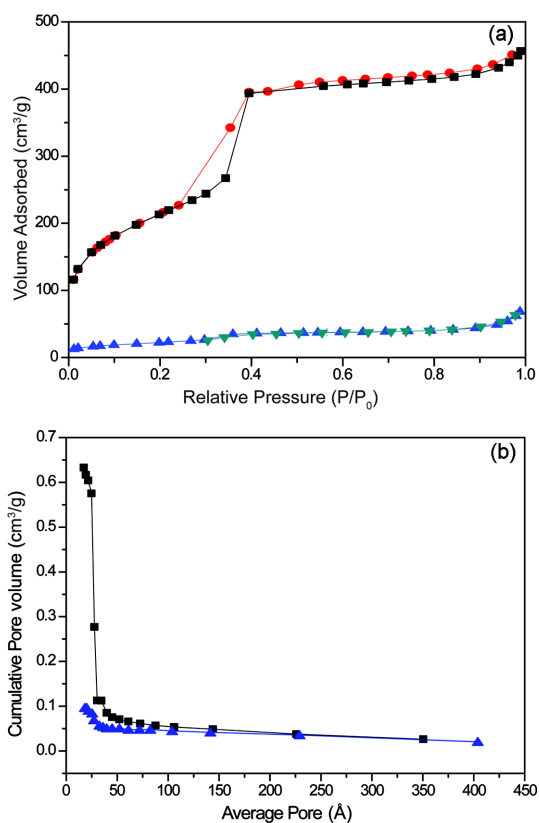 (a)
500
400
300
200
100
0
Volume Adsorbed (cm³/g)
0.0 0.2 0.4 0.6 0.8 1.0
Relative Pressure (P/P₀)
(b)
0.7
0.6
0.5
0.4
0.3
0.2
0.1
0.0
Cumulative Pore volume (cm³/g)
0 50 100 150 200 250 300 350 400 450
Average Pore (Å)